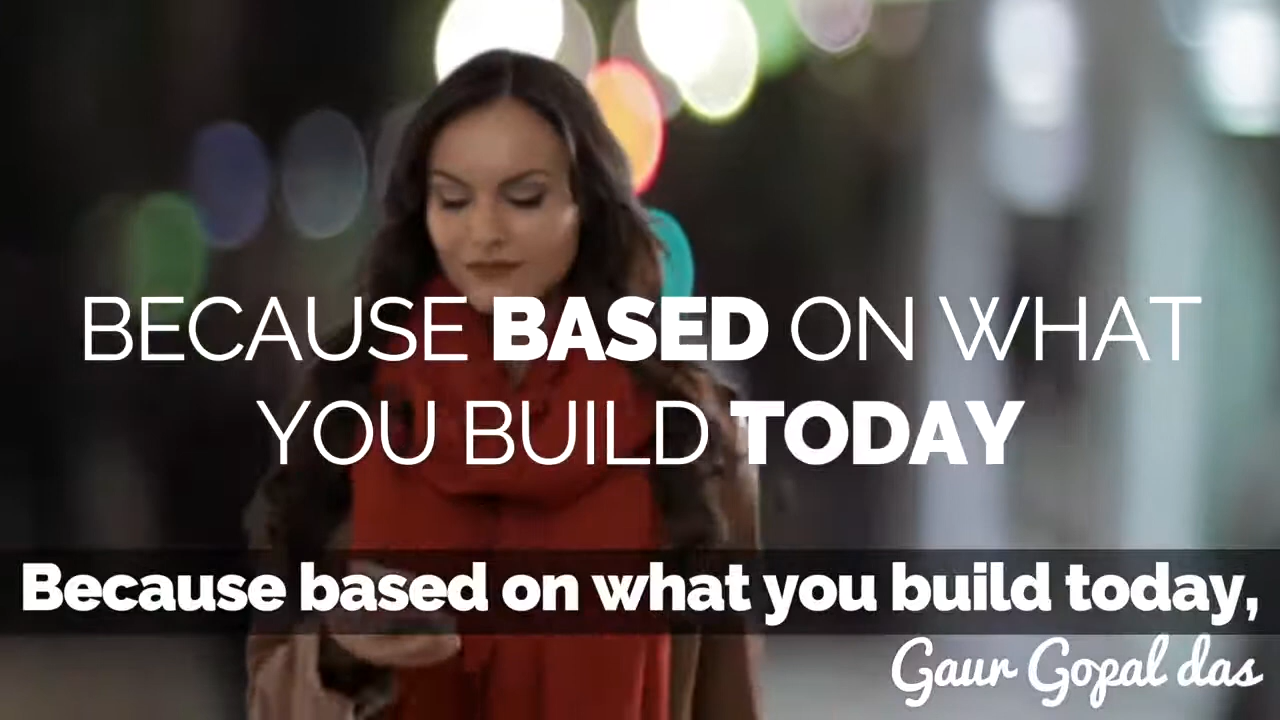 BECAUSE BASED ON WHAT
YOU BUILD TODAY
Because based on what you build today,
Gaur Gopal das